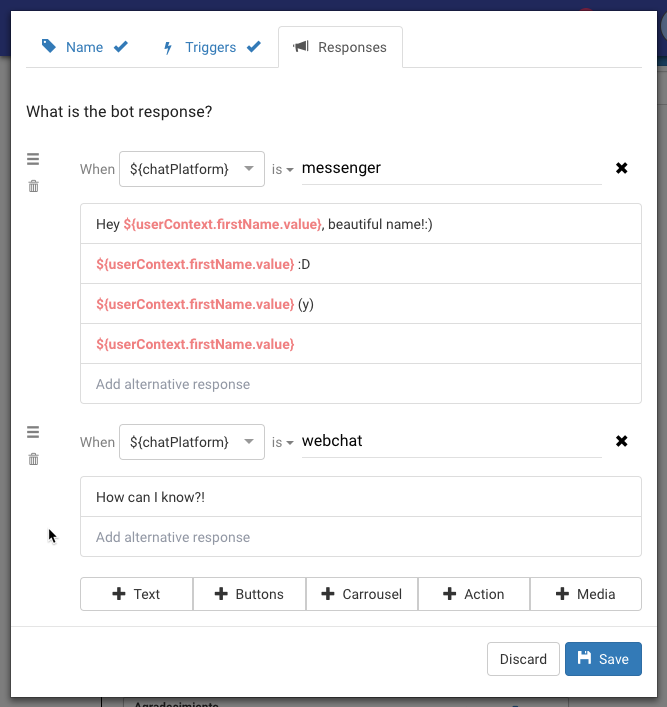 Name Triggers Responses
What is the bot response?
When ${chatPlatform} is messenger
Hey ${userContext.firstName.value}, beautiful name!:)
${userContext.firstName.value} :D
${userContext.firstName.value} (y)
${userContext.firstName.value}
Add alternative response
When ${chatPlatform} is webchat
How can I know?!
Add alternative response
Text Buttons Carrousel Action Media
Discard Save
Agradecimiento